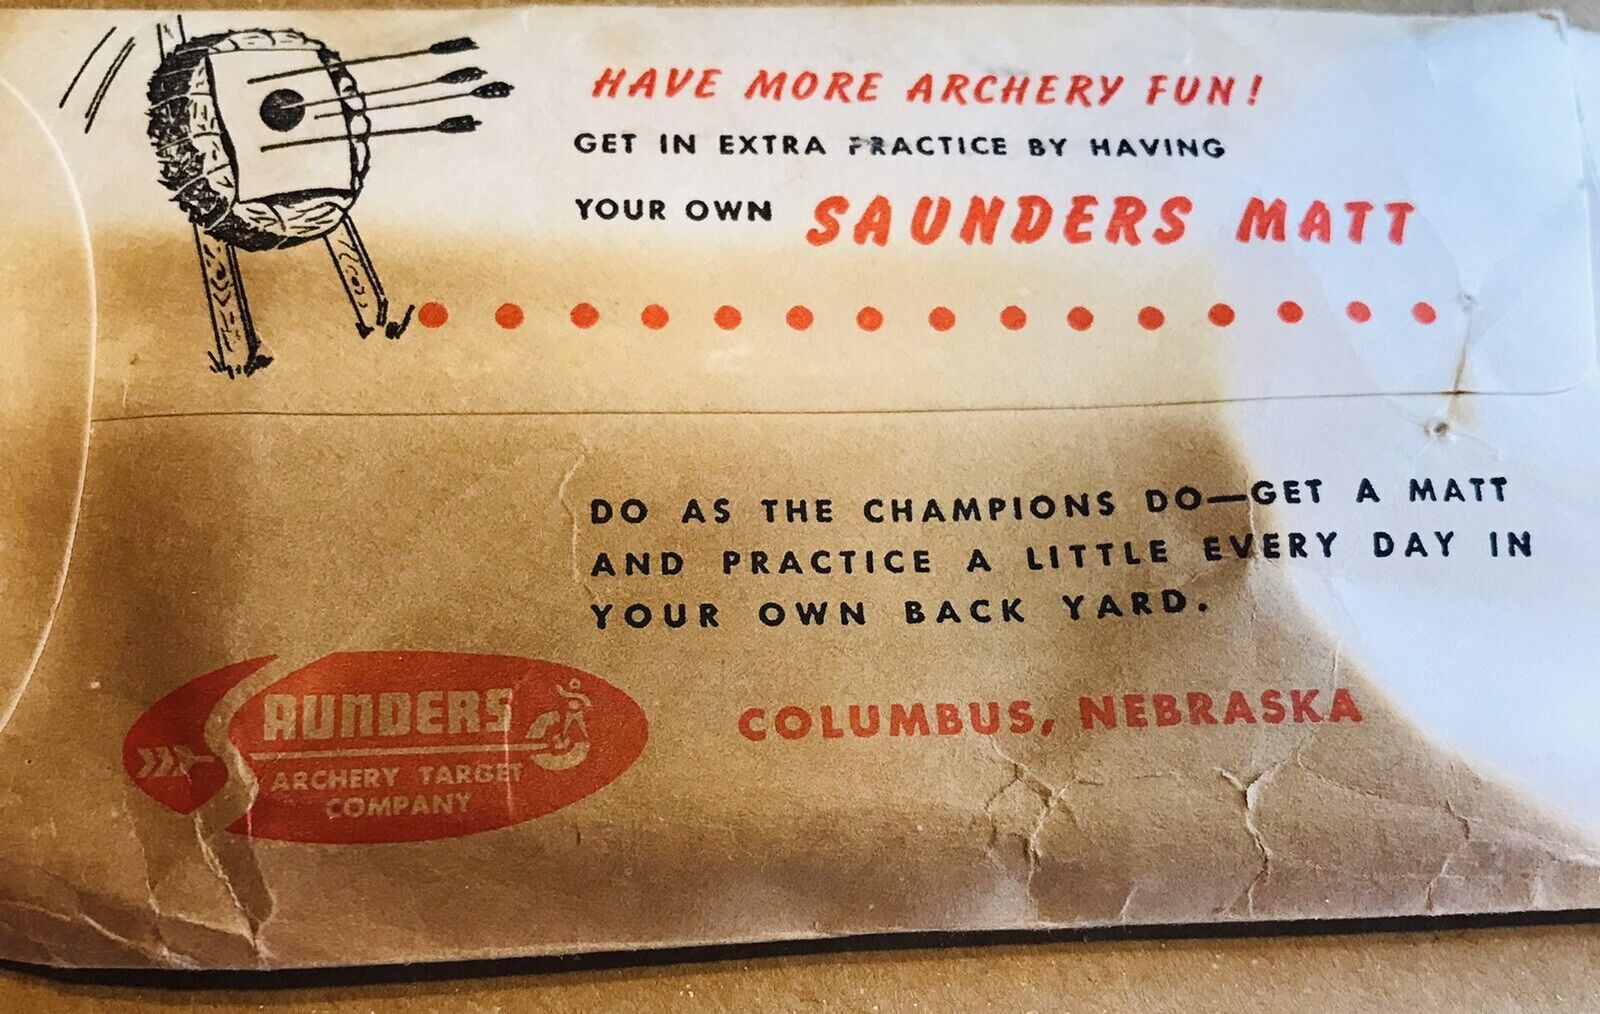 HAVE MORE ARCHERY FUN!
GET IN EXTRA PRACTICE BY HAVING
YOUR OWN SAUNDERS MATT
DO AS THE CHAMPIONS DO—GET A MATT
AND PRACTICE A LITTLE EVERY DAY IN
YOUR OWN BACK YARD.
SAUNDERS
ARCHERY TARGET
COMPANY
COLUMBUS, NEBRASKA